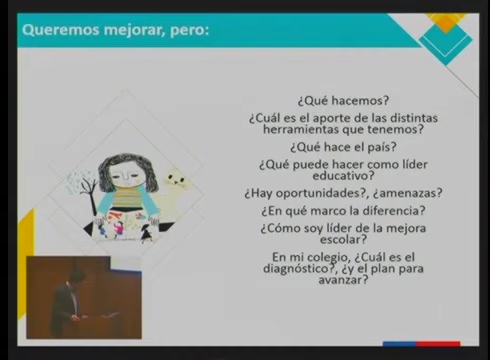 Queremos mejorar, pero:
¿Qué hacemos?
¿Cuál es el aporte de las distintas
herramientas que tenemos?
¿Qué hace el país?
¿Qué puede hacer como líder
educativo?
¿Hay oportunidades?, ¿amenazas?
¿En qué marco la diferencia?
¿Cómo soy líder de la mejora
escolar?
En mi colegio, ¿Cuál es el
diagnóstico?, ¿y el plan para
avanzar?